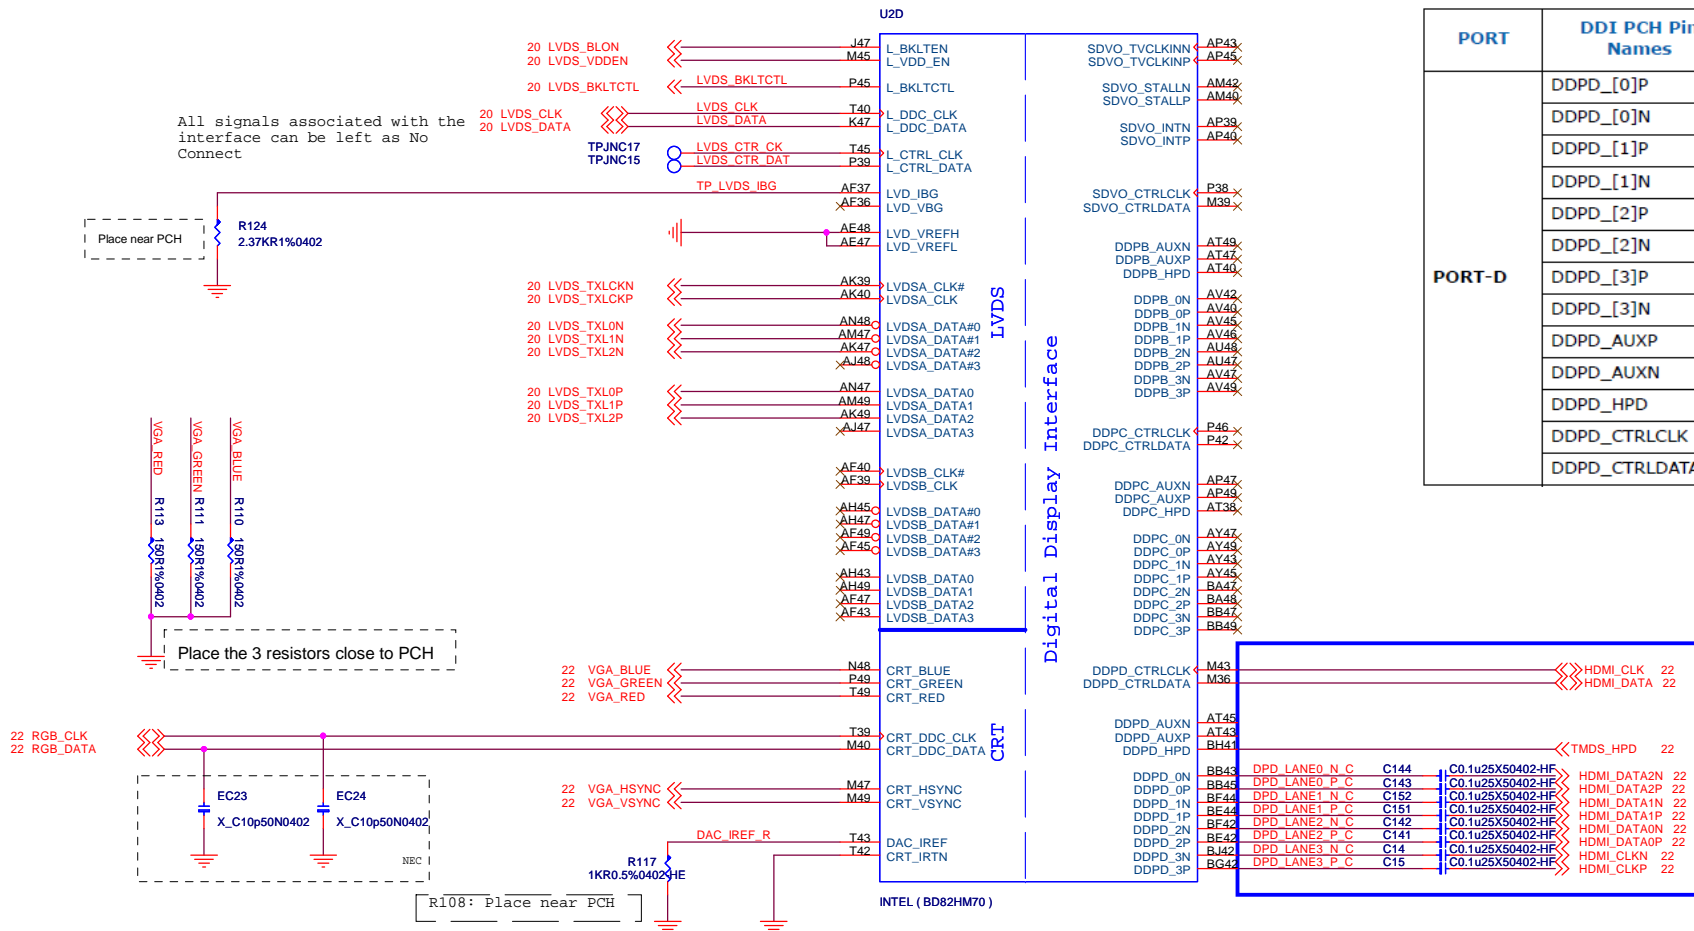 U2D
20 LVDS_BLON J47 L_BKLTEN
20 LVDS_VDDEN M45 L_VDD_EN
20 LVDS_BKLTCTL LVDS_BKLTCTL P45 L_BKLTCTL
All signals associated with the
interface can be left as No
Connect
20 LVDS_CLK LVDS_CLK T40 L_DDC_CLK
20 LVDS_DATA LVDS_DATA K47 L_DDC_DATA
TPJNC17 LVDS_CTR_CK T45 L_CTRL_CLK
TPJNC15 LVDS_CTR_DAT P39 L_CTRL_DATA
TP_LVDS_IBG AF37 LVD_IBG
AF36 LVD_VBG
Place near PCH
R124
2.37KR1%0402
AE48 LVD_VREFH
AE47 LVD_VREFL
20 LVDS_TXLCKN AK39 LVDSA_CLK#
20 LVDS_TXLCKP AK40 LVDSA_CLK
20 LVDS_TXL0N AN48 LVDSA_DATA#0
20 LVDS_TXL1N AM47 LVDSA_DATA#1
20 LVDS_TXL2N AK47 LVDSA_DATA#2
AJ48 LVDSA_DATA#3
20 LVDS_TXL0P AN47 LVDSA_DATA0
20 LVDS_TXL1P AM49 LVDSA_DATA1
20 LVDS_TXL2P AK49 LVDSA_DATA2
AJ47 LVDSA_DATA3
AF40 LVDSB_CLK#
AF39 LVDSB_CLK
AH45 LVDSB_DATA#0
AH47 LVDSB_DATA#1
AF49 LVDSB_DATA#2
AF45 LVDSB_DATA#3
AH43 LVDSB_DATA0
AH49 LVDSB_DATA1
AF47 LVDSB_DATA2
AF43 LVDSB_DATA3
VGA_RED R113 150R1%0402
VGA_GREEN R111 150R1%0402
VGA_BLUE R110 150R1%0402
Place the 3 resistors close to PCH
22 VGA_BLUE N48 CRT_BLUE
22 VGA_GREEN P49 CRT_GREEN
22 VGA_RED T49 CRT_RED
22 RGB_CLK T39 CRT_DDC_CLK
22 RGB_DATA M40 CRT_DDC_DATA
EC23
X_C10p50N0402
EC24
X_C10p50N0402
NEC
22 VGA_HSYNC M47 CRT_HSYNC
22 VGA_VSYNC M49 CRT_VSYNC
DAC_IREF_R T43 DAC_IREF
T42 CRT_IRTN
R117
1KR0.5%0402-HE
R108: Place near PCH
INTEL ( BD82HM70 )
LVDS
CRT
Digital Display Interface
SDVO_TVCLKINN AP43
SDVO_TVCLKINP AP45
SDVO_STALLN AM42
SDVO_STALLP AM40
SDVO_INTN AP39
SDVO_INTP AP40
SDVO_CTRLCLK P38
SDVO_CTRLDATA M39
DDPB_AUXN AT49
DDPB_AUXP AT47
DDPB_HPD AT40
DDPB_0N AV42
DDPB_0P AV40
DDPB_1N AV45
DDPB_1P AV46
DDPB_2N AU48
DDPB_2P AU47
DDPB_3N AV47
DDPB_3P AV49
DDPC_CTRLCLK P46
DDPC_CTRLDATA P42
DDPC_AUXN AP47
DDPC_AUXP AP49
DDPC_HPD AT38
DDPC_0N AY47
DDPC_0P AY49
DDPC_1N AY43
DDPC_1P AY45
DDPC_2N BA47
DDPC_2P BA48
DDPC_3N BB47
DDPC_3P BB49
DDPD_CTRLCLK M43 HDMI_CLK 22
DDPD_CTRLDATA M36 HDMI_DATA 22
DDPD_AUXN AT45
DDPD_AUXP AT43
DDPD_HPD BH41 TMDS_HPD 22
DDPD_0N BB43 DPD_LANE0_N_C C144 C0.1u25X50402-HF HDMI_DATA2N 22
DDPD_0P BB45 DPD_LANE0_P_C C143 C0.1u25X50402-HF HDMI_DATA2P 22
DDPD_1N BF44 DPD_LANE1_N_C C152 C0.1u25X50402-HF HDMI_DATA1N 22
DDPD_1P BE44 DPD_LANE1_P_C C151 C0.1u25X50402-HF HDMI_DATA1P 22
DDPD_2N BF42 DPD_LANE2_N_C C142 C0.1u25X50402-HF HDMI_DATA0N 22
DDPD_2P BE42 DPD_LANE2_P_C C141 C0.1u25X50402-HF HDMI_DATA0P 22
DDPD_3N BJ42 DPD_LANE3_N_C C14 C0.1u25X50402-HF HDMI_CLKN 22
DDPD_3P BG42 DPD_LANE3_P_C C15 C0.1u25X50402-HF HDMI_CLKP 22
PORT DDI PCH Pin
Names
PORT-D
DDPD_[0]P
DDPD_[0]N
DDPD_[1]P
DDPD_[1]N
DDPD_[2]P
DDPD_[2]N
DDPD_[3]P
DDPD_[3]N
DDPD_AUXP
DDPD_AUXN
DDPD_HPD
DDPD_CTRLCLK
DDPD_CTRLDATA